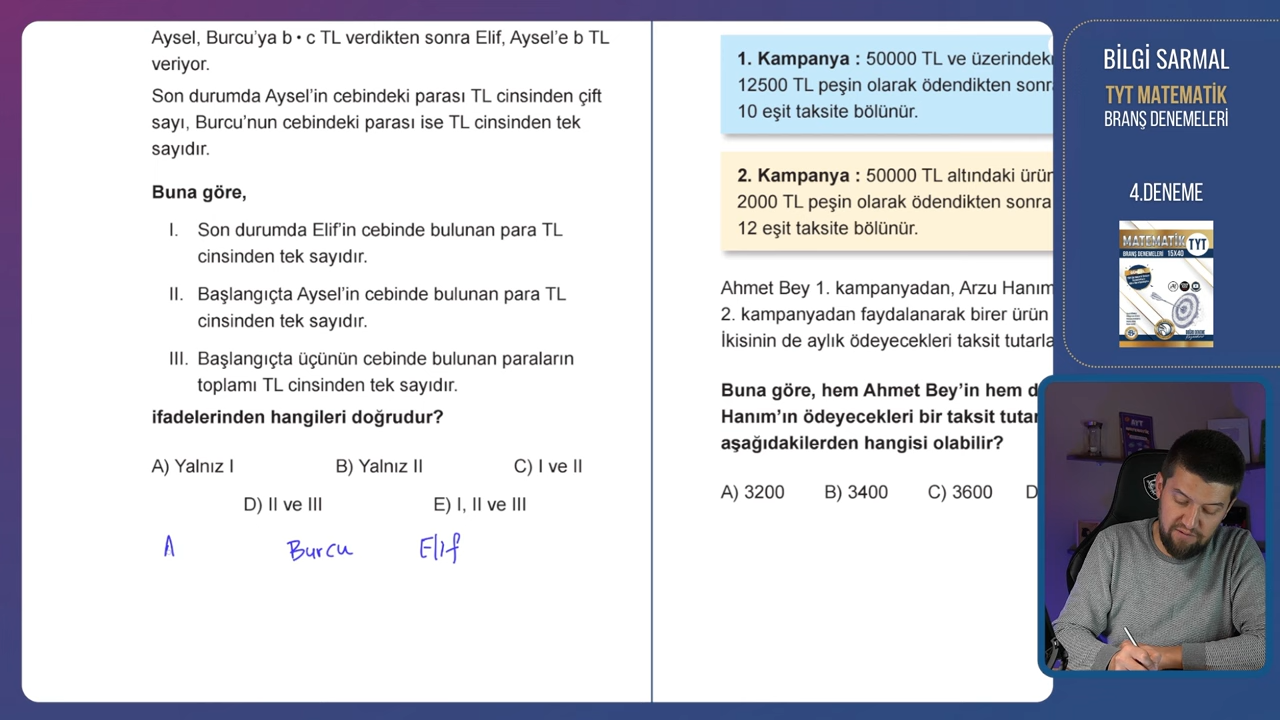 Aysel, Burcu’ya b • c TL verdikten sonra Elif, Aysel’e b TL
veriyor.
Son durumda Aysel’in cebindeki parası TL cinsinden çift
sayı, Burcu’nun cebindeki parası ise TL cinsinden tek
sayıdır.
Buna göre,
I. Son durumda Elif’in cebinde bulunan para TL
cinsinden tek sayıdır.
II. Başlangıçta Aysel’in cebinde bulunan para TL
cinsinden tek sayıdır.
III. Başlangıçta üçünün cebinde bulunan paraların
toplamı TL cinsinden tek sayıdır.
ifadelerinden hangileri doğrudur?
A) Yalnız I B) Yalnız II C) I ve II
D) II ve III E) I, II ve III
A Burcu Elif
1. Kampanya : 50000 TL ve üzerindek
12500 TL peşin olarak ödendikten sonr
10 eşit taksite bölünür.
2. Kampanya : 50000 TL altındaki ürün
2000 TL peşin olarak ödendikten sonra
12 eşit taksite bölünür.
Ahmet Bey 1. kampanyadan, Arzu Hanım
2. kampanyadan faydalanarak birer ürün
İkisinin de aylık ödeyecekleri taksit tutarla
Buna göre, hem Ahmet Bey’in hem d
Hanım’ın ödeyecekleri bir taksit tutar
aşağıdakilerden hangisi olabilir?
A) 3200 B) 3400 C) 3600 D
BİLGİ SARMAL
TYT MATEMATİK
BRANŞ DENEMELERİ
4.DENEME
MATEMATİK TYT
BRANŞ DENEMELERİ 15X40